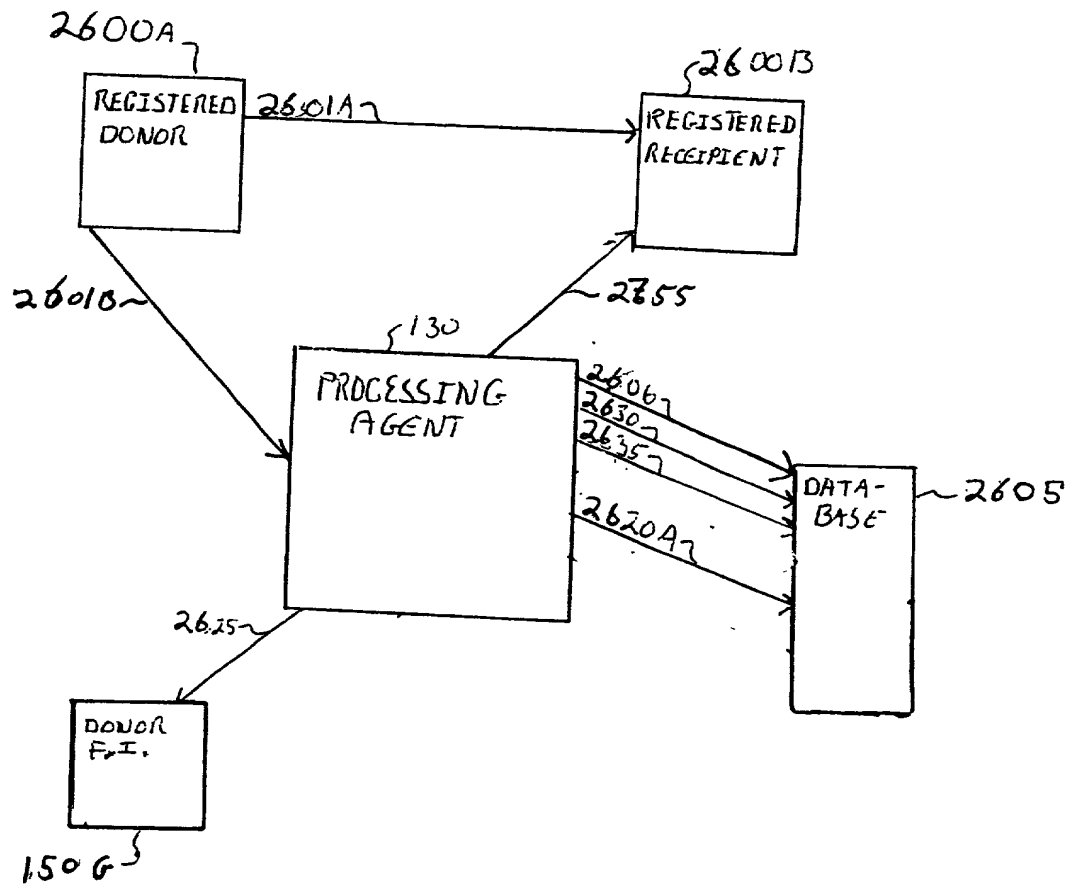 2600A
2600B
REGISTERED
DONOR
2601A
REGISTERED
RECEIPIENT
2601B
2755
130
PROCESSING
AGENT
2606
2630
2635
2620A
DATA-
BASE
2605
2625
DONOR
F.I.
150G